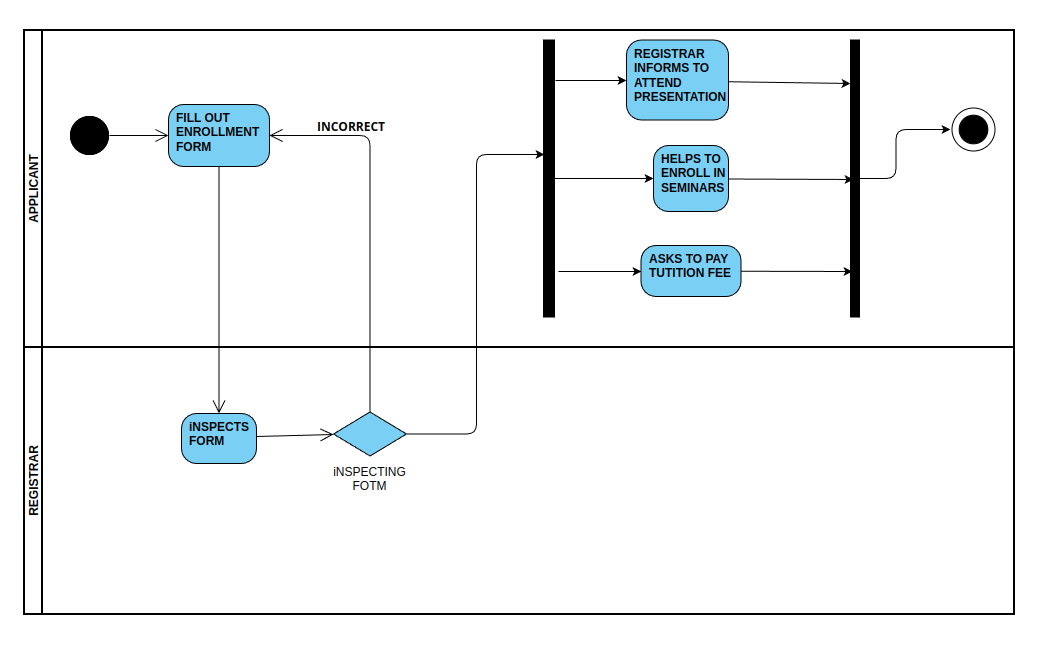 APPLICANT
FILL OUT
ENROLLMENT
FORM
INCORRECT
REGISTRAR
INFORMS TO
ATTEND
PRESENTATION
HELPS TO
ENROLL IN
SEMINARS
ASKS TO PAY
TUTITION FEE
REGISTRAR
iNSPECTS
FORM
iNSPECTING
FOTM